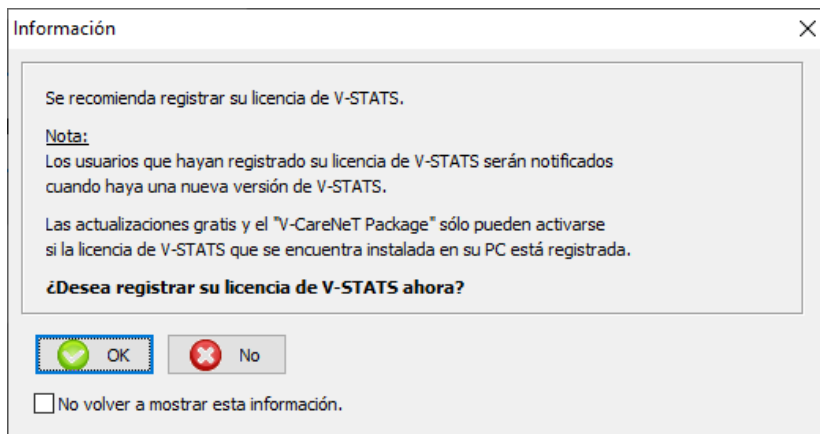 Información
Se recomienda registrar su licencia de V-STATS.
Nota:
Los usuarios que hayan registrado su licencia de V-STATS serán notificados
cuando haya una nueva versión de V-STATS.
Las actualizaciones gratis y el "V-CareNeT Package" sólo pueden activarse
si la licencia de V-STATS que se encuentra instalada en su PC está registrada.
¿Desea registrar su licencia de V-STATS ahora?
OK No
No volver a mostrar esta información.